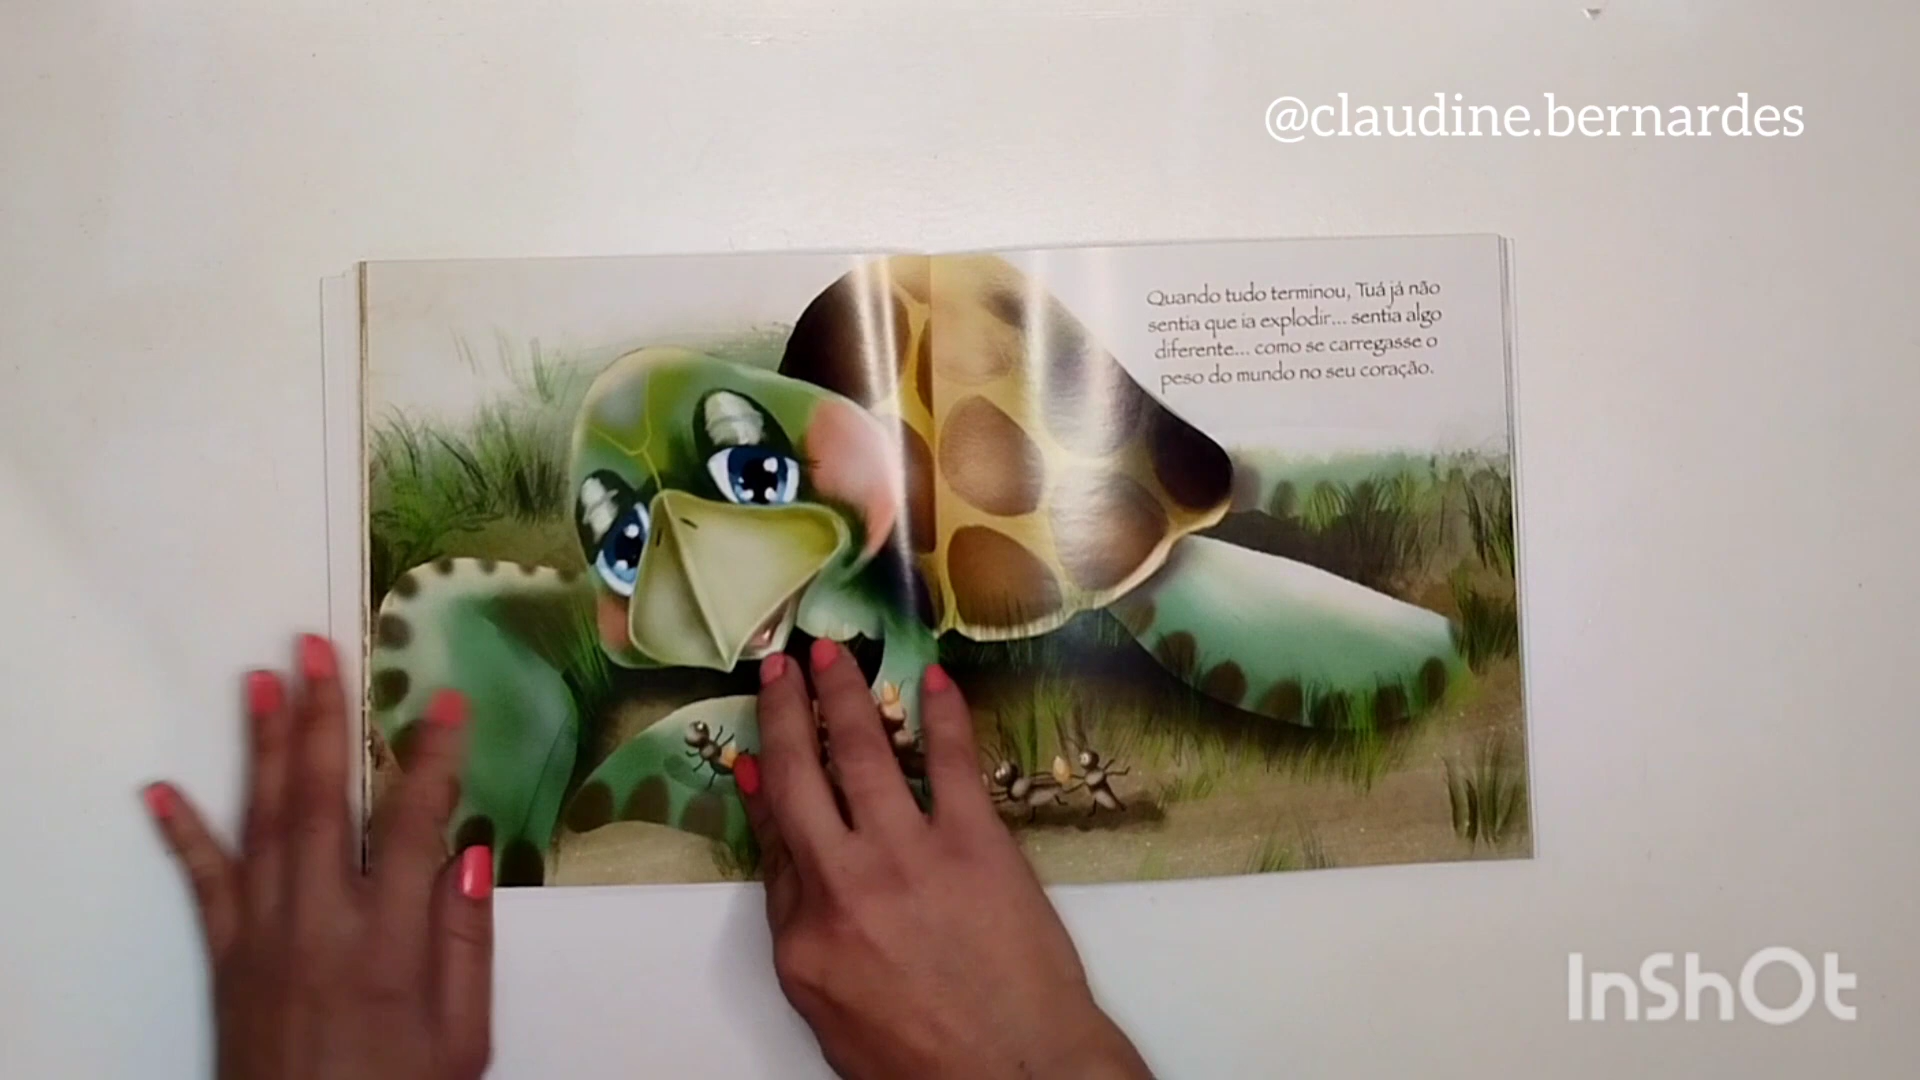 @claudine.bernardes
Quando tudo terminou, Tuá já não
sentia que ia explodir... sentia algo
diferente... como se carregasse o
peso do mundo no seu coração.
InShOt